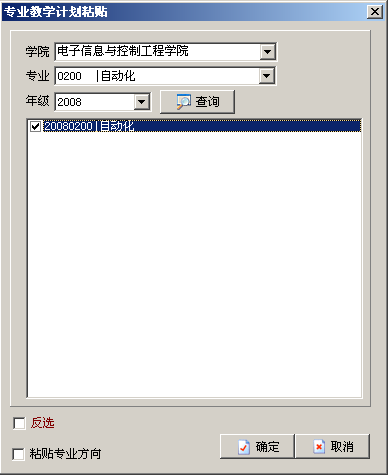 专业教学计划粘贴
学院 电子信息与控制工程学院
专业 0200 |自动化
年级 2008 查询
20080200|自动化
反选
粘贴专业方向
确定 取消